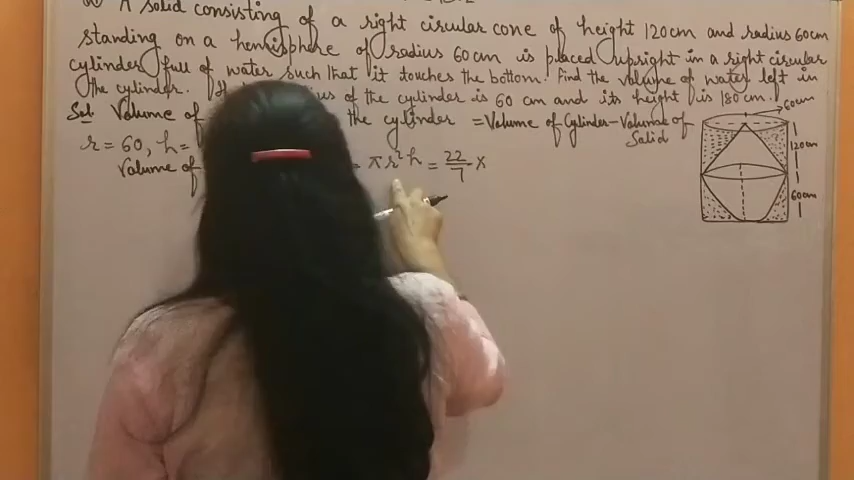 A solid consisting of a right circular cone of height 120cm and radius 60cm
standing on a hemisphere of radius 60 cm is placed upright in a right circular
cylinder full of water such that it touches the bottom. Find the volume of water left in
the cylinder. of the cylinder is 60 cm and its height is 180 cm.
Sol. Volume of the cylinder = Volume of Cylinder - Volume of
Solid
r = 60, h =
Volume of = πr²h = 22/7 x
60cm
120cm
60cm